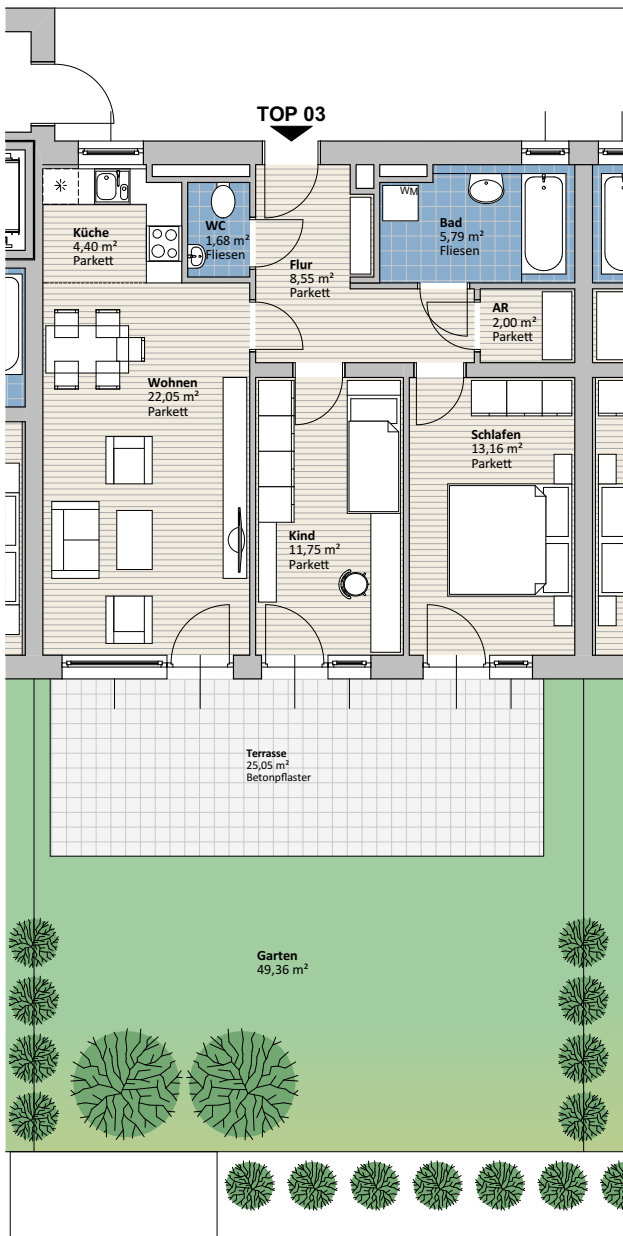 TOP 03
Küche
4,40 m²
Parkett
WC
1,68 m²
Fliesen
Flur
8,55 m²
Parkett
WM
Bad
5,79 m²
Fliesen
AR
2,00 m²
Parkett
Wohnen
22,05 m²
Parkett
Kind
11,75 m²
Parkett
Schlafen
13,16 m²
Parkett
Terrasse
25,05 m²
Betonpflaster
Garten
49,36 m²